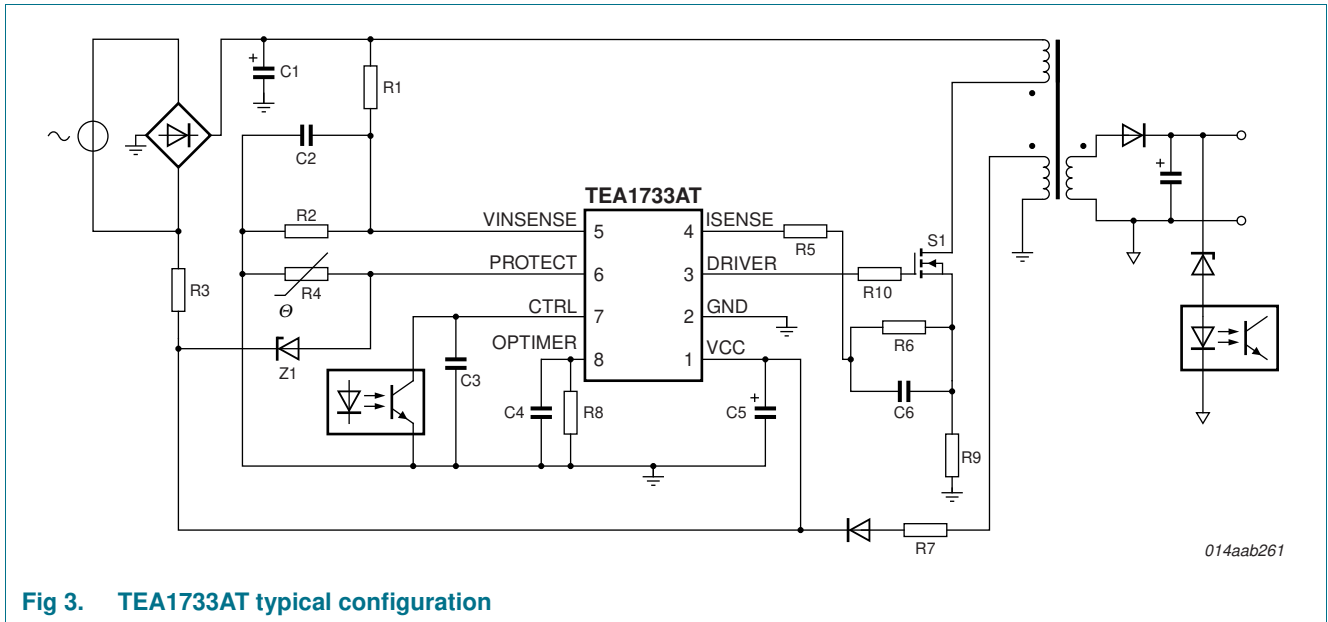 C1
R1
C2
TEA1733AT
R2
VINSENSE
5
4
ISENSE
R5
S1
PROTECT
6
3
DRIVER
R3
R4
Θ
R10
CTRL
7
2
GND
OPTIMER
R6
8
1
VCC
Z1
C3
C4
R8
C5
C6
R9
R7
014aab261
Fig 3. TEA1733AT typical configuration